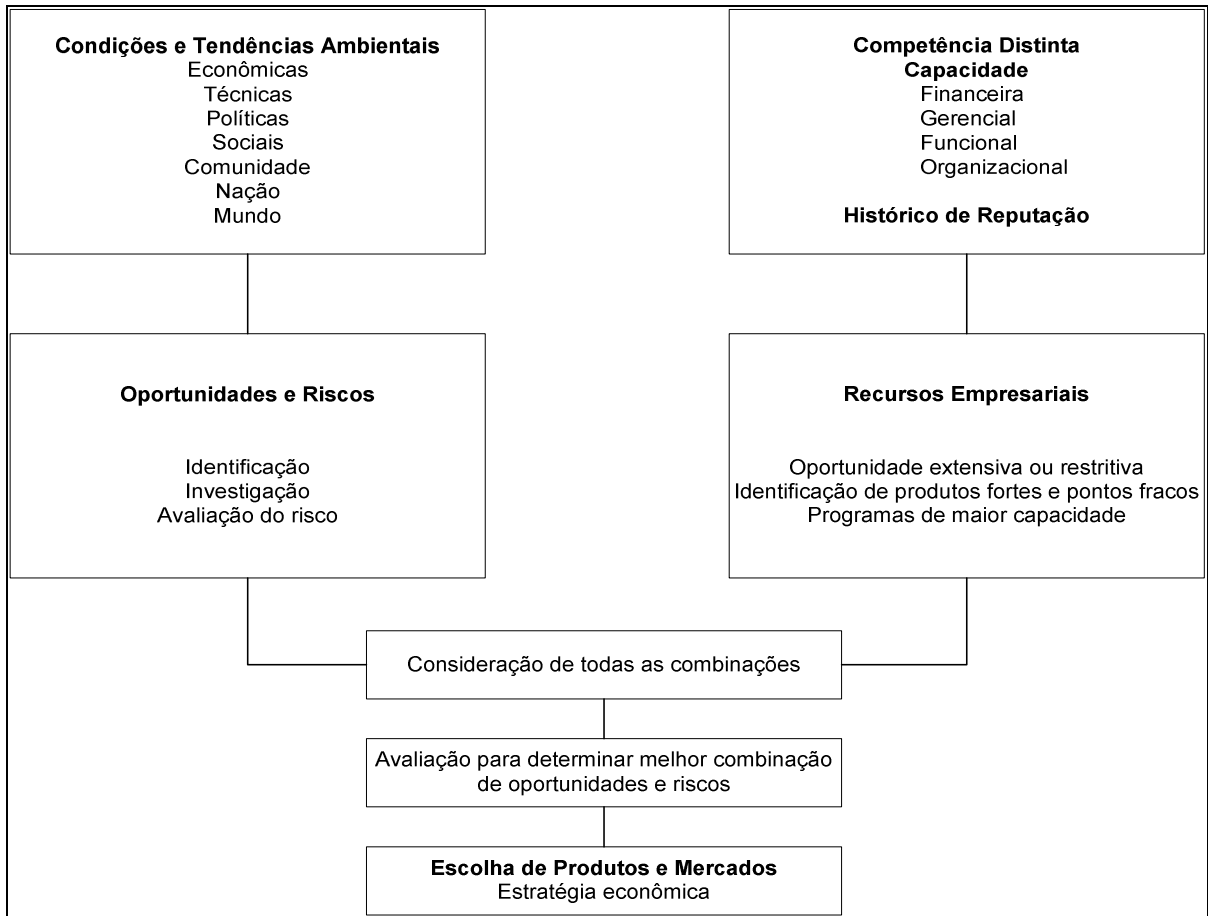 Condições e Tendências Ambientais
Econômicas
Técnicas
Políticas
Sociais
Comunidade
Nação
Mundo
Competência Distinta
Capacidade
Financeira
Gerencial
Funcional
Organizacional
Histórico de Reputação
Oportunidades e Riscos
Identificação
Investigação
Avaliação do risco
Recursos Empresariais
Oportunidade extensiva ou restritiva
Identificação de produtos fortes e pontos fracos
Programas de maior capacidade
Consideração de todas as combinações
Avaliação para determinar melhor combinação
de oportunidades e riscos
Escolha de Produtos e Mercados
Estratégia econômica